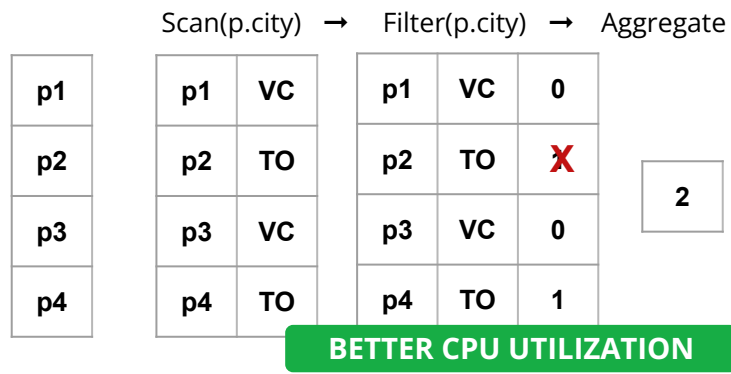 Scan(p.city) → Filter(p.city) → Aggregate
p1 p1 VC p1 VC 0
p2 p2 TO p2 TO X
2
p3 p3 VC p3 VC 0
p4 p4 TO p4 TO 1
BETTER CPU UTILIZATION